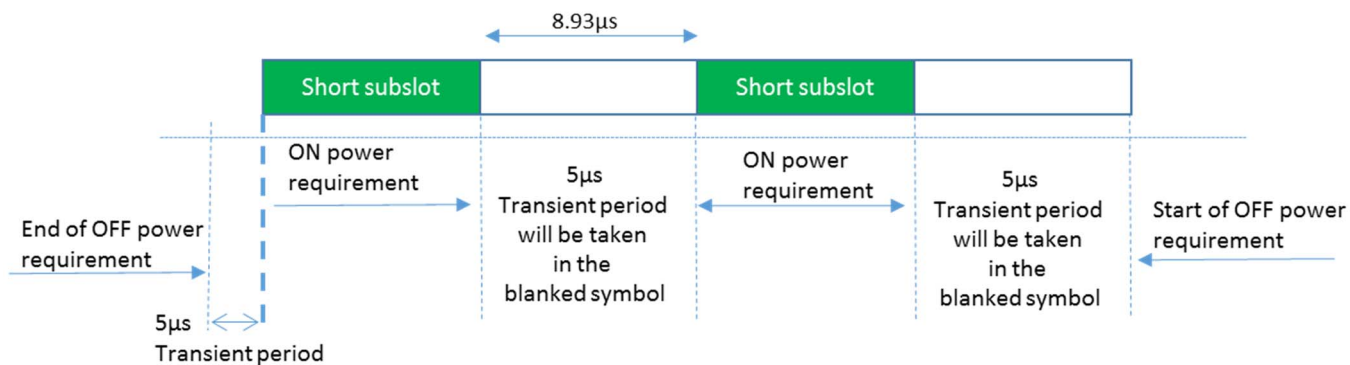 8.93µs
Short subslot
Short subslot
ON power
requirement
5µs
Transient period
will be taken
in the
blanked symbol
ON power
requirement
5µs
Transient period
will be taken
in the
blanked symbol
End of OFF power
requirement
Start of OFF power
requirement
5µs
Transient period